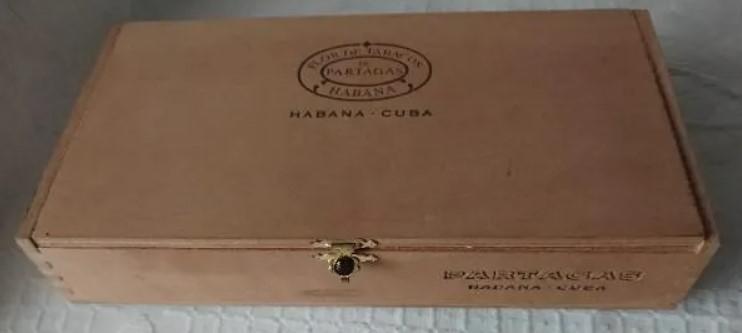 FLOR DE TABACOS
DE
PARTAGAS
HABANA
HABANA - CUBA
PARTAGAS
HABANA - CUBA